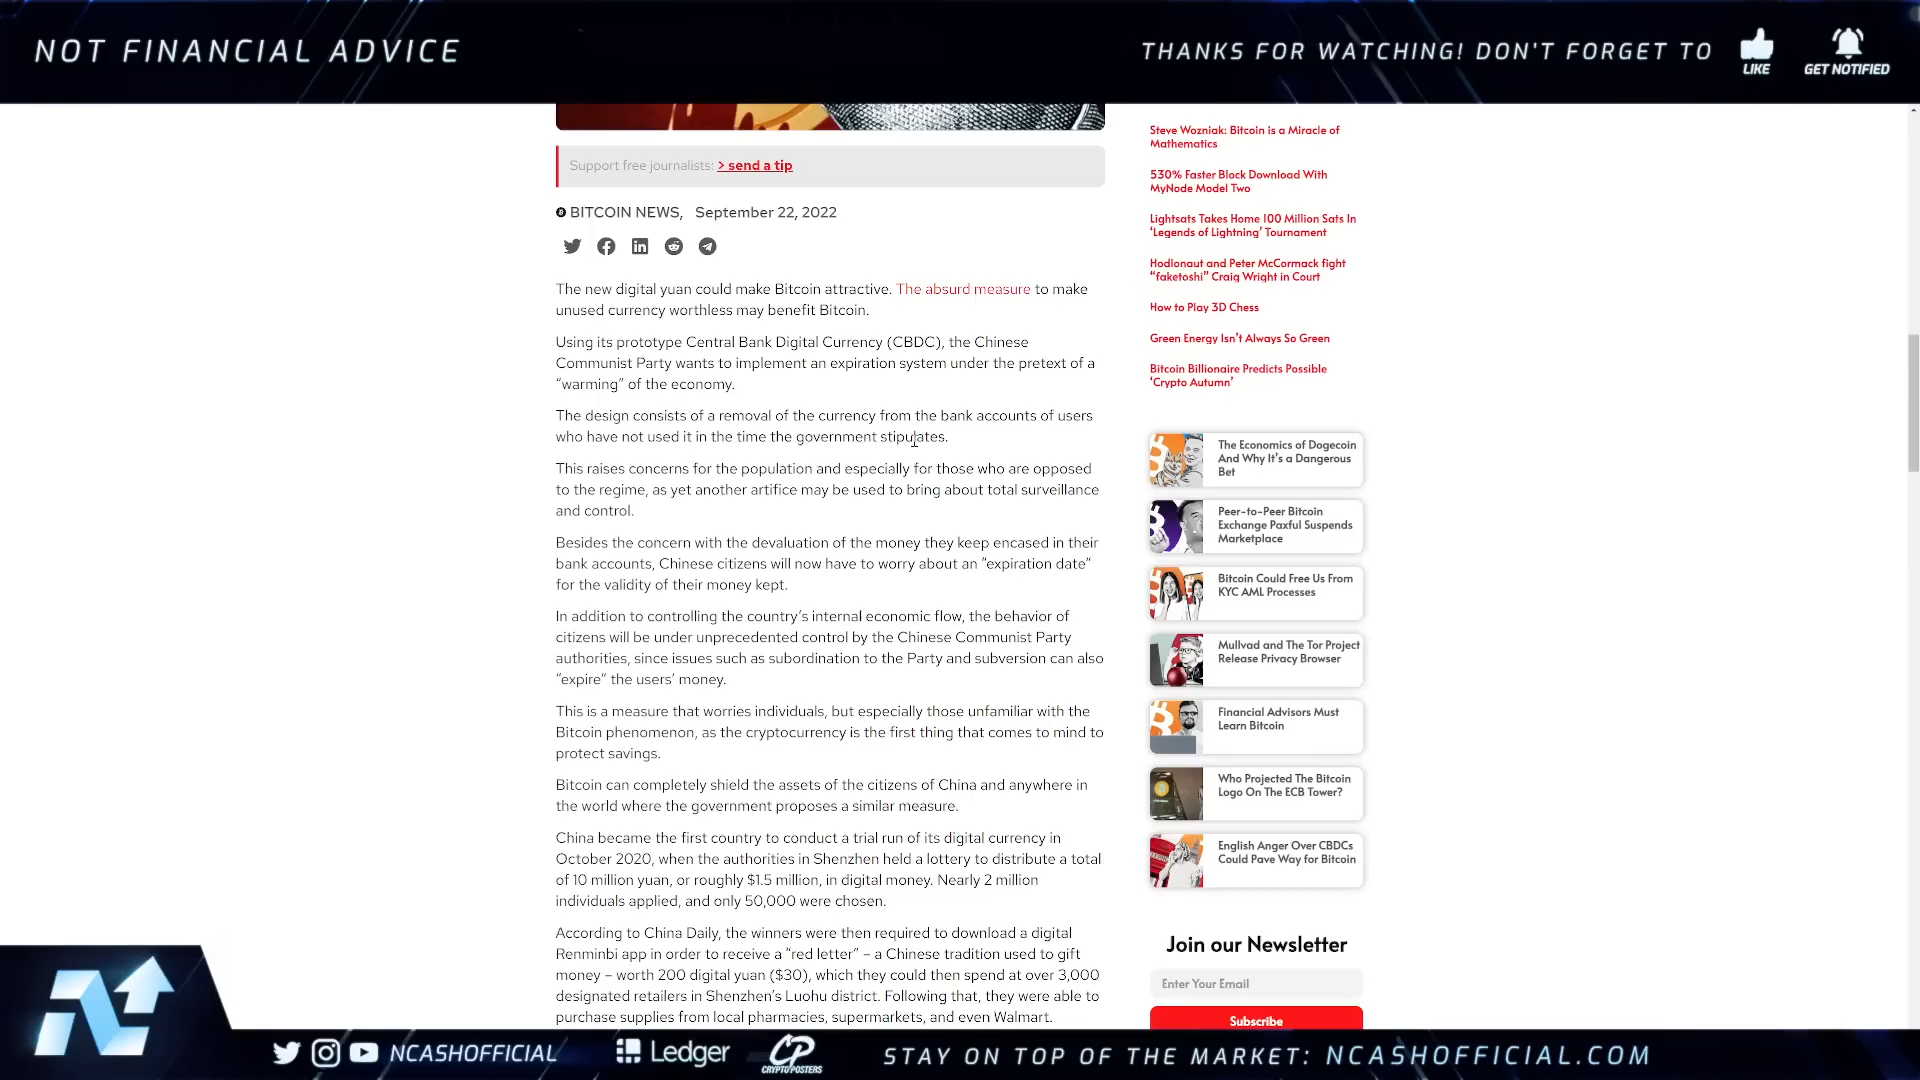 NOT FINANCIAL ADVICE
THANKS FOR WATCHING! DON'T FORGET TO
LIKE
GET NOTIFIED
Support free journalists: > send a tip
BITCOIN NEWS, September 22, 2022
The new digital yuan could make Bitcoin attractive. The absurd measure to make
unused currency worthless may benefit Bitcoin.
Using its prototype Central Bank Digital Currency (CBDC), the Chinese
Communist Party wants to implement an expiration system under the pretext of a
“warming” of the economy.
The design consists of a removal of the currency from the bank accounts of users
who have not used it in the time the government stipulates.
This raises concerns for the population and especially for those who are opposed
to the regime, as yet another artifice may be used to bring about total surveillance
and control.
Besides the concern with the devaluation of the money they keep encased in their
bank accounts, Chinese citizens will now have to worry about an “expiration date”
for the validity of their money kept.
In addition to controlling the country’s internal economic flow, the behavior of
citizens will be under unprecedented control by the Chinese Communist Party
authorities, since issues such as subordination to the Party and subversion can also
“expire” the users’ money.
This is a measure that worries individuals, but especially those unfamiliar with the
Bitcoin phenomenon, as the cryptocurrency is the first thing that comes to mind to
protect savings.
Bitcoin can completely shield the assets of the citizens of China and anywhere in
the world where the government proposes a similar measure.
China became the first country to conduct a trial run of its digital currency in
October 2020, when the authorities in Shenzhen held a lottery to distribute a total
of 10 million yuan, or roughly $1.5 million, in digital money. Nearly 2 million
individuals applied, and only 50,000 were chosen.
According to China Daily, the winners were then required to download a digital
Renminbi app in order to receive a “red letter” – a Chinese tradition used to gift
money – worth 200 digital yuan ($30), which they could then spend at over 3,000
designated retailers in Shenzhen’s Luohu district. Following that, they were able to
purchase supplies from local pharmacies, supermarkets, and even Walmart.
Steve Wozniak: Bitcoin is a Miracle of
Mathematics
530% Faster Block Download With
MyNode Model Two
Lightsats Takes Home 100 Million Sats In
‘Legends of Lightning’ Tournament
Hodlonaut and Peter McCormack fight
“faketoshi” Craig Wright in Court
How to Play 3D Chess
Green Energy Isn’t Always So Green
Bitcoin Billionaire Predicts Possible
‘Crypto Autumn’
The Economics of Dogecoin
And Why It’s a Dangerous
Bet
Peer-to-Peer Bitcoin
Exchange Paxful Suspends
Marketplace
Bitcoin Could Free Us From
KYC AML Processes
Mullvad and The Tor Project
Release Privacy Browser
Financial Advisors Must
Learn Bitcoin
Who Projected The Bitcoin
Logo On The ECB Tower?
English Anger Over CBDCs
Could Pave Way for Bitcoin
Join our Newsletter
Enter Your Email
Subscribe
NCASHOFFICIAL
Ledger
CP
CRYPTOPOSTERS
STAY ON TOP OF THE MARKET: NCASHOFFICIAL.COM